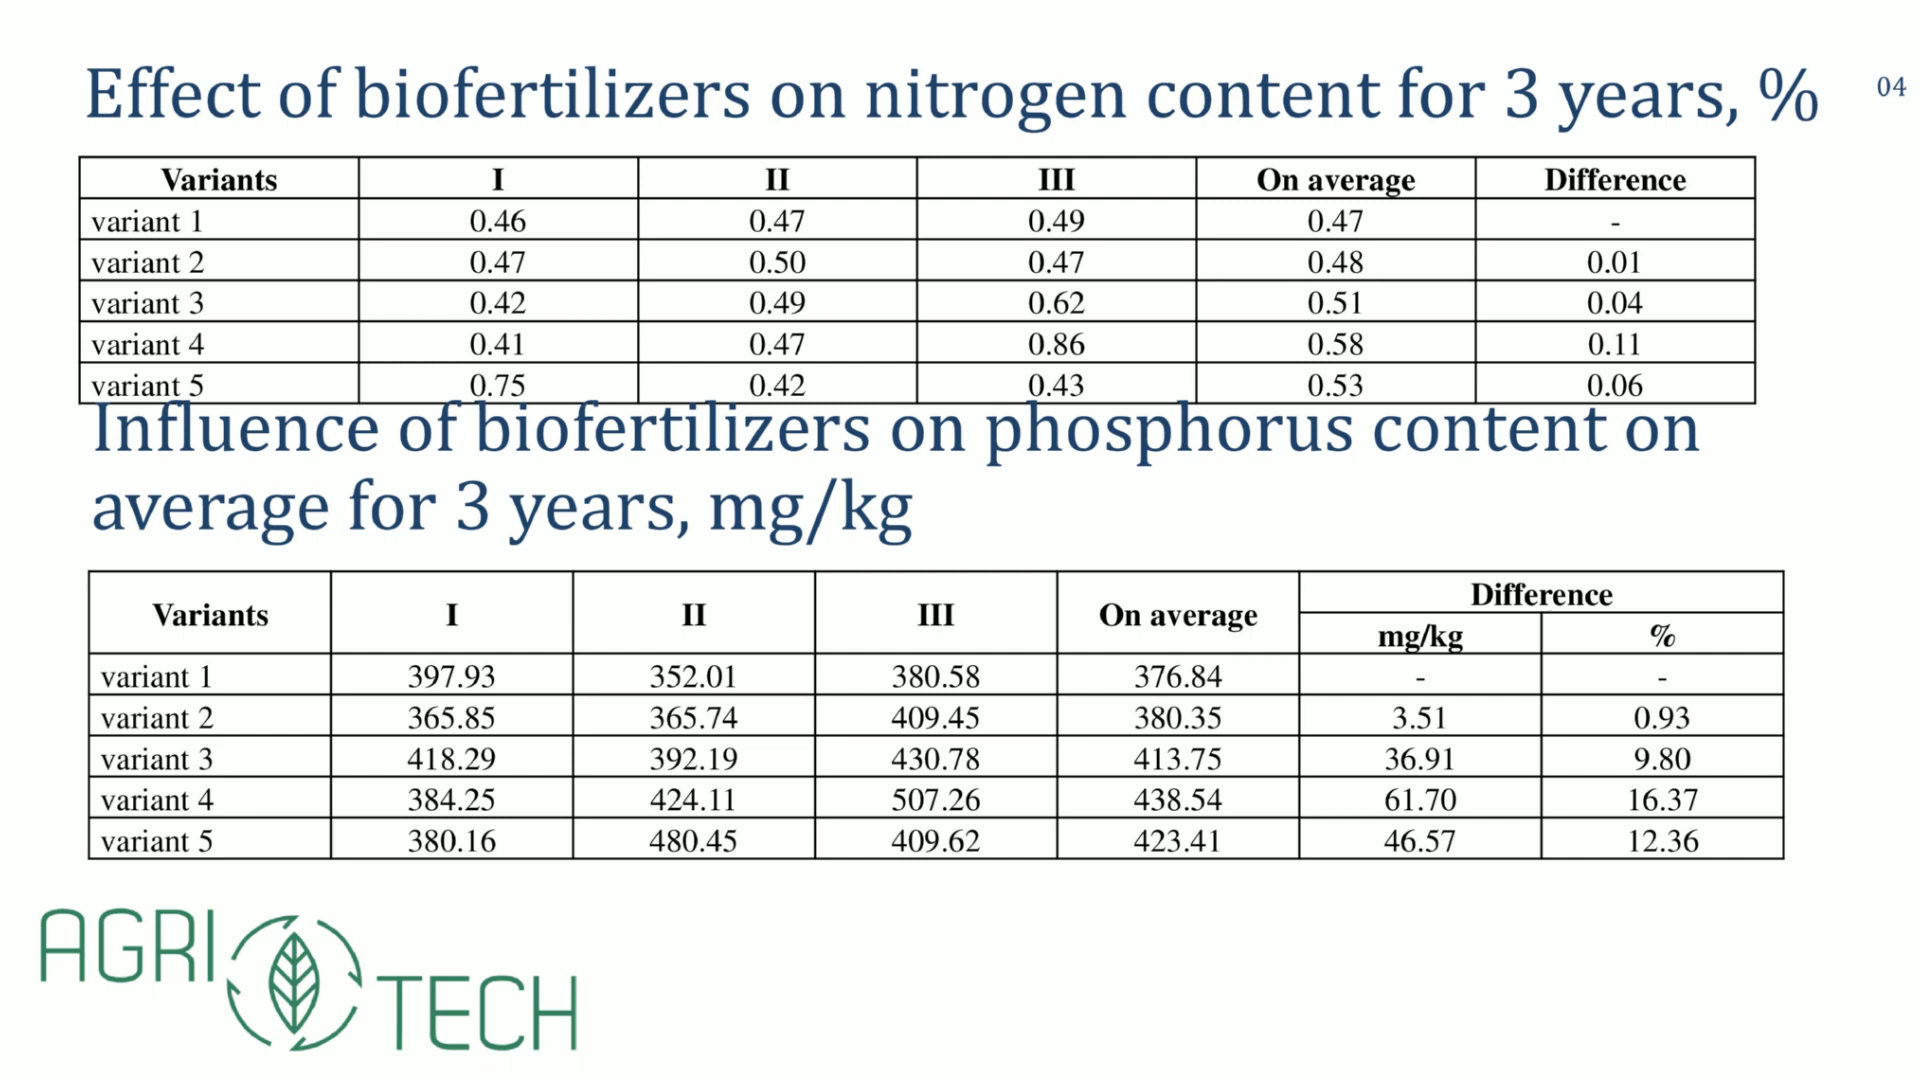 Effect of biofertilizers on nitrogen content for 3 years, %
04
Variants I II III On average Difference
variant 1 0.46 0.47 0.49 0.47 -
variant 2 0.47 0.50 0.47 0.48 0.01
variant 3 0.42 0.49 0.62 0.51 0.04
variant 4 0.41 0.47 0.86 0.58 0.11
variant 5 0.75 0.42 0.43 0.53 0.06
Influence of biofertilizers on phosphorus content on
average for 3 years, mg/kg
Variants I II III On average Difference
mg/kg %
variant 1 397.93 352.01 380.58 376.84 - -
variant 2 365.85 365.74 409.45 380.35 3.51 0.93
variant 3 418.29 392.19 430.78 413.75 36.91 9.80
variant 4 384.25 424.11 507.26 438.54 61.70 16.37
variant 5 380.16 480.45 409.62 423.41 46.57 12.36
AGRI
TECH